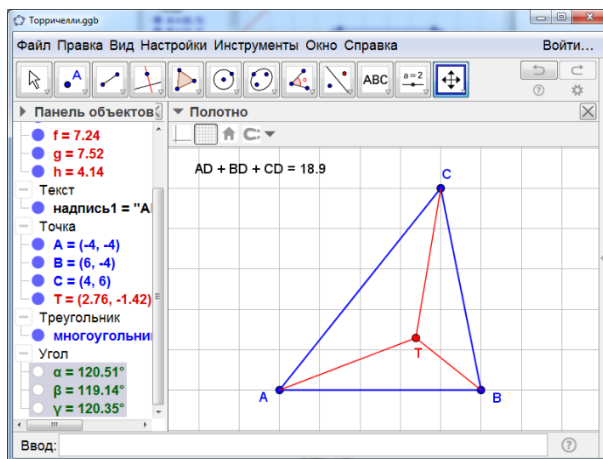 Торричелли.ggb
Файл Правка Вид Настройки Инструменты Окно Справка Войти...
A ABC a=2
Панель объектов
Полотно
f = 7.24
g = 7.52
h = 4.14
Текст
надпись1 = "A
Точка
A = (-4, -4)
B = (6, -4)
C = (4, 6)
T = (2.76, -1.42)
Треугольник
многоугольни
Угол
α = 120.51°
β = 119.14°
γ = 120.35°
AD + BD + CD = 18.9
C
T
A
B
Ввод: